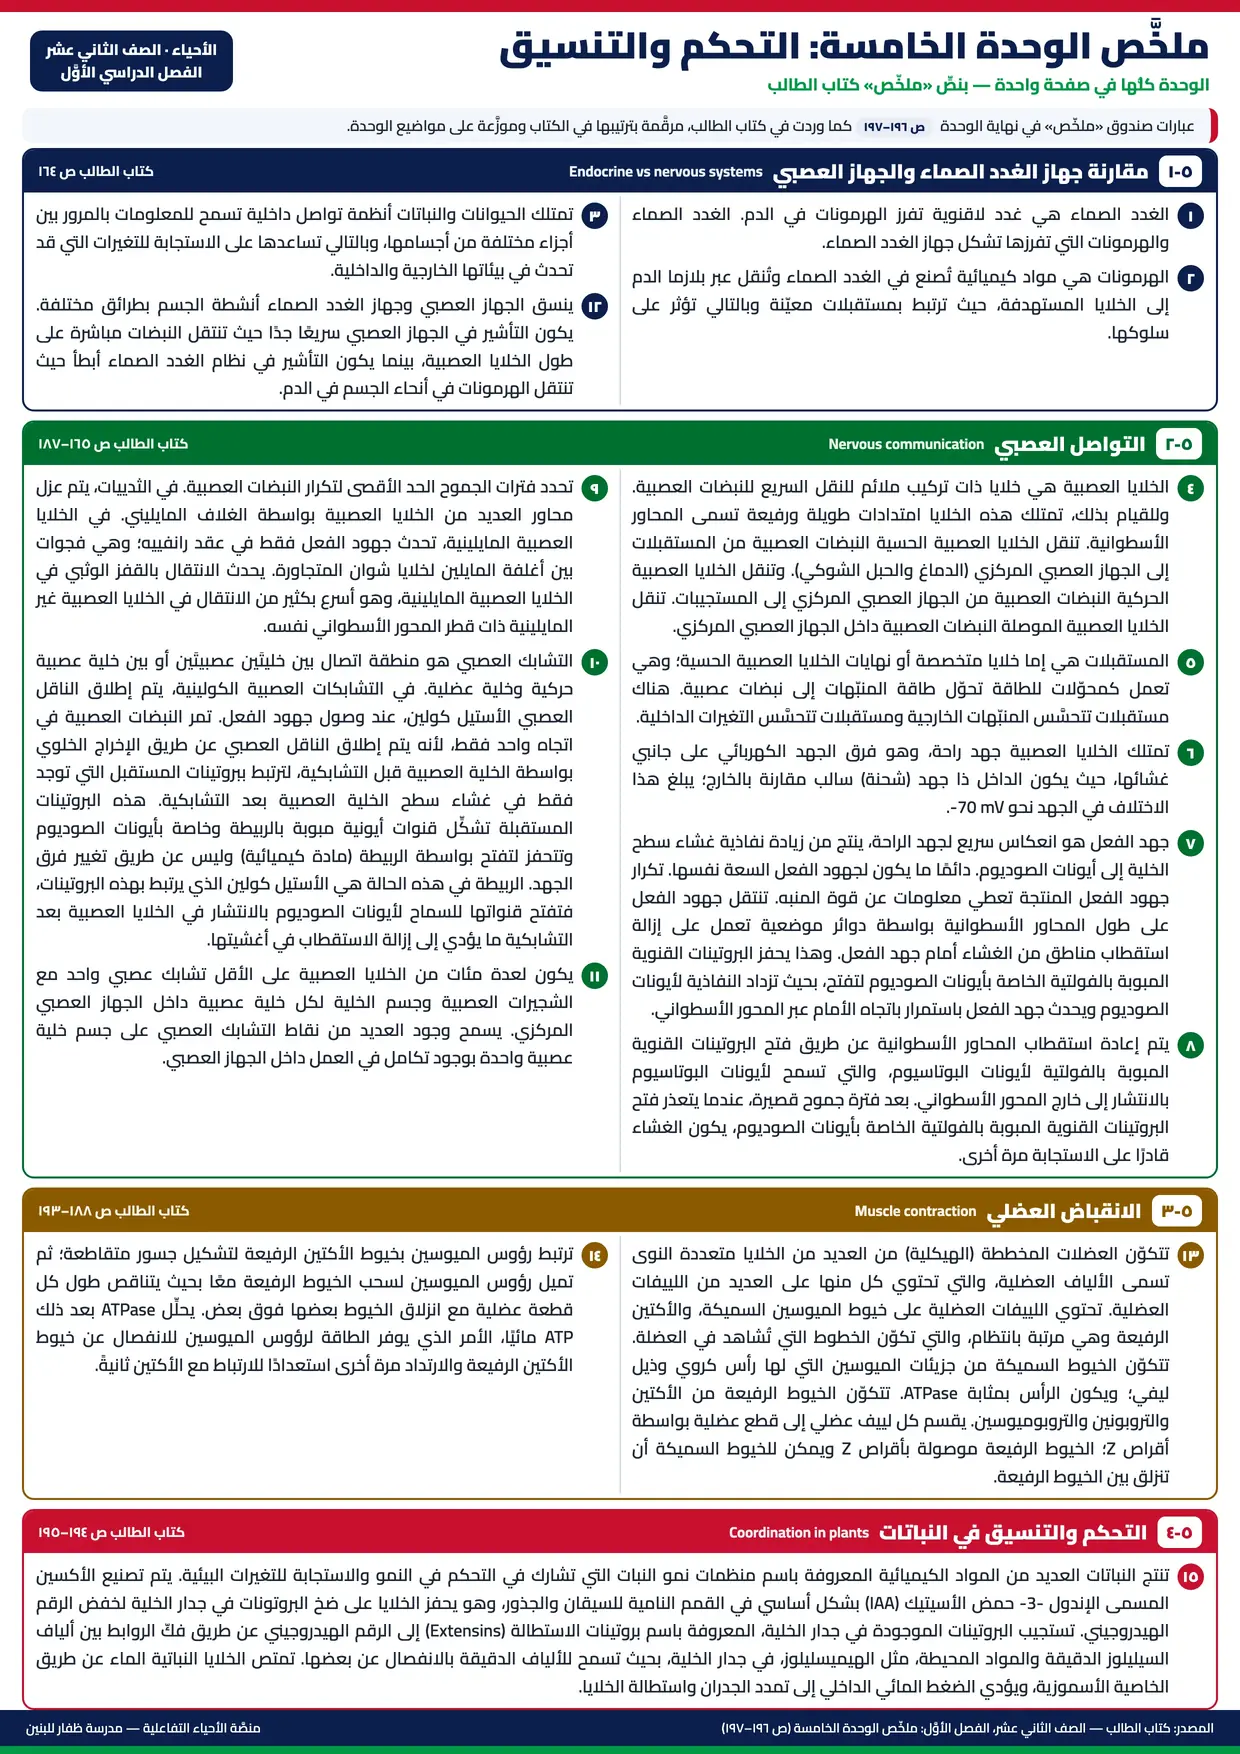 ملخَّص الوحدة الخامسة: التحكم والتنسيق
الوحدة كلّها في صفحة واحدة — بنصّ «ملخّص» كتاب الطالب
الأحياء · الصف الثاني عشر
الفصل الدراسي الأوّل
عبارات صندوق «ملخّص» في نهاية الوحدة ص ١٩٦–١٩٧ كما وردت في كتاب الطالب، مرقّمة بترتيبها في الكتاب وموزّعة على مواضيع الوحدة.
٥-١ مقارنة جهاز الغدد الصماء والجهاز العصبي Endocrine vs nervous systems
كتاب الطالب ص ١٦٤
١ الغدد الصماء هي غدد لاقنوية تفرز الهرمونات في الدم. الغدد الصماء
والهرمونات التي تفرزها تشكل جهاز الغدد الصماء.
٢ الهرمونات هي مواد كيميائية تُصنع في الغدد الصماء وتُنقل عبر بلازما الدم
إلى الخلايا المستهدفة، حيث ترتبط بمستقبلات معيّنة وبالتالي تؤثر على
سلوكها.
٣ تمتلك الحيوانات والنباتات أنظمة تواصل داخلية تسمح للمعلومات بالمرور بين
أجزاء مختلفة من أجسامها، وبالتالي تساعدها على الاستجابة للتغيرات التي قد
تحدث في بيئاتها الخارجية والداخلية.
١٢ ينسق الجهاز العصبي وجهاز الغدد الصماء أنشطة الجسم بطرائق مختلفة.
يكون التأشير في الجهاز العصبي سريعًا جدًا حيث تنتقل النبضات مباشرة على
طول الخلايا العصبية، بينما يكون التأشير في نظام الغدد الصماء أبطأ حيث
تنتقل الهرمونات في أنحاء الجسم في الدم.
٥-٢ التواصل العصبي Nervous communication
كتاب الطالب ص ١٦٥–١٨٧
٤ الخلايا العصبية هي خلايا ذات تركيب ملائم للنقل السريع للنبضات العصبية.
وللقيام بذلك، تمتلك هذه الخلايا امتدادات طويلة ورفيعة تسمى المحاور
الأسطوانية. تنقل الخلايا العصبية الحسية النبضات العصبية من المستقبلات
إلى الجهاز العصبي المركزي (الدماغ والحبل الشوكي). وتنقل الخلايا العصبية
الحركية النبضات العصبية من الجهاز العصبي المركزي إلى المستجيبات. تنقل
الخلايا العصبية الموصلة النبضات العصبية داخل الجهاز العصبي المركزي.
٥ المستقبلات هي إما خلايا متخصصة أو نهايات الخلايا العصبية الحسية؛ وهي
تعمل كمحوّلات للطاقة تحوّل طاقة المنبّهات إلى نبضات عصبية. هناك
مستقبلات تتحسَّس المنبّهات الخارجية ومستقبلات تتحسَّس التغيرات الداخلية.
٦ تمتلك الخلايا العصبية جهد راحة، وهو فرق الجهد الكهربائي على جانبي
غشائها، حيث يكون الداخل ذا جهد (شحنة) سالب مقارنة بالخارج؛ يبلغ هذا
الاختلاف في الجهد نحو 70 mV-.
٧ جهد الفعل هو انعكاس سريع لجهد الراحة، ينتج من زيادة نفاذية غشاء سطح
الخلية إلى أيونات الصوديوم. دائمًا ما يكون لجهود الفعل السعة نفسها. تكرار
جهود الفعل المنتجة تعطي معلومات عن قوة المنبه. تنتقل جهود الفعل
على طول المحاور الأسطوانية بواسطة دوائر موضعية تعمل على إزالة
استقطاب مناطق من الغشاء أمام جهد الفعل. وهذا يحفز البروتينات القنوية
المبوبة بالفولتية الخاصة بأيونات الصوديوم لتفتح، بحيث تزداد النفاذية لأيونات
الصوديوم ويحدث جهد الفعل باستمرار باتجاه الأمام عبر المحور الأسطواني.
٨ يتم إعادة استقطاب المحاور الأسطوانية عن طريق فتح البروتينات القنوية
المبوبة بالفولتية لأيونات البوتاسيوم، والتي تسمح لأيونات البوتاسيوم
بالانتشار إلى خارج المحور الأسطواني. بعد فترة جموح قصيرة، عندما يتعذر فتح
البروتينات القنوية المبوبة بالفولتية الخاصة بأيونات الصوديوم، يكون الغشاء
قادرًا على الاستجابة مرة أخرى.
٩ تحدد فترات الجموح الحد الأقصى لتكرار النبضات العصبية. في الثدييات، يتم عزل
محاور العديد من الخلايا العصبية بواسطة الغلاف المايليني. في الخلايا
العصبية المايلينية، تحدث جهود الفعل فقط في عقد رانفييه؛ وهي فجوات
بين أغلفة المايلين لخلايا شوان المتجاورة. يحدث الانتقال بالقفز الوثبي في
الخلايا العصبية المايلينية، وهو أسرع بكثير من الانتقال في الخلايا العصبية غير
المايلينية ذات قطر المحور الأسطواني نفسه.
١٠ التشابك العصبي هو منطقة اتصال بين خليتَين عصبيتَين أو بين خلية عصبية
حركية وخلية عضلية. في التشابكات العصبية الكولينية، يتم إطلاق الناقل
العصبي الأستيل كولين، عند وصول جهود الفعل. تمر النبضات العصبية في
اتجاه واحد فقط، لأنه يتم إطلاق الناقل العصبي عن طريق الإخراج الخلوي
بواسطة الخلية العصبية قبل التشابكية، لترتبط ببروتينات المستقبل التي توجد
فقط في غشاء سطح الخلية العصبية بعد التشابكية. هذه البروتينات
المستقبلة تشكِّل قنوات أيونية مبوبة بالربيطة وخاصة بأيونات الصوديوم
وتتحفز لتفتح بواسطة الربيطة (مادة كيميائية) وليس عن طريق تغيير فرق
الجهد. الربيطة في هذه الحالة هي الأستيل كولين الذي يرتبط بهذه البروتينات،
فتفتح قنواتها للسماح لأيونات الصوديوم بالانتشار في الخلايا العصبية بعد
التشابكية ما يؤدي إلى إزالة الاستقطاب في أغشيتها.
١١ يكون لعدة مئات من الخلايا العصبية على الأقل تشابك عصبي واحد مع
الشجيرات العصبية وجسم الخلية لكل خلية عصبية داخل الجهاز العصبي
المركزي. يسمح وجود العديد من نقاط التشابك العصبي على جسم خلية
عصبية واحدة بوجود تكامل في العمل داخل الجهاز العصبي.
٥-٣ الانقباض العضلي Muscle contraction
كتاب الطالب ص ١٨٨–١٩٣
١٣ تتكوّن العضلات المخططة (الهيكلية) من العديد من الخلايا متعددة النوى
تسمى الألياف العضلية، والتي تحتوي كل منها على العديد من اللييفات
العضلية. تحتوي اللييفات العضلية على خيوط الميوسين السميكة، والأكتين
الرفيعة وهي مرتبة بانتظام، والتي تكوّن الخطوط التي تُشاهد في العضلة.
تتكوّن الخيوط السميكة من جزيئات الميوسين التي لها رأس كروي وذيل
ليفي؛ ويكون الرأس بمثابة ATPase. تتكوّن الخيوط الرفيعة من الأكتين
والتروبونين والتروبوميوسين. يقسم كل لييف عضلي إلى قطع عضلية بواسطة
أقراص Z؛ الخيوط الرفيعة موصولة بأقراص Z ويمكن للخيوط السميكة أن
تنزلق بين الخيوط الرفيعة.
١٤ ترتبط رؤوس الميوسين بخيوط الأكتين الرفيعة لتشكيل جسور متقاطعة؛ ثم
تميل رؤوس الميوسين لسحب الخيوط الرفيعة معًا بحيث يتناقص طول كل
قطعة عضلية مع انزلاق الخيوط بعضها فوق بعض. يحلّل ATPase بعد ذلك
ATP مائيًا، الأمر الذي يوفر الطاقة لرؤوس الميوسين للانفصال عن خيوط
الأكتين الرفيعة والارتداد مرة أخرى استعدادًا للارتباط مع الأكتين ثانيةً.
٥-٤ التحكم والتنسيق في النباتات Coordination in plants
كتاب الطالب ص ١٩٤–١٩٥
١٥ تنتج النباتات العديد من المواد الكيميائية المعروفة باسم منظمات نمو النبات التي تشارك في التحكم في النمو والاستجابة للتغيرات البيئية. يتم تصنيع الأكسين
المسمى الإندول -3- حمض الأسيتيك (IAA) بشكل أساسي في القمم النامية للسيقان والجذور، وهو يحفز الخلايا على ضخ البروتونات في جدار الخلية لخفض الرقم
الهيدروجيني. تستجيب البروتينات الموجودة في جدار الخلية، المعروفة باسم بروتينات الاستطالة (Extensins) إلى الرقم الهيدروجيني عن طريق فكّ الروابط بين ألياف
السيليلوز الدقيقة والمواد المحيطة، مثل الهيميسليلوز، في جدار الخلية، بحيث تسمح للألياف الدقيقة بالانفصال عن بعضها. تمتص الخلايا النباتية الماء عن طريق
الخاصية الأسموزية، ويؤدي الضغط المائي الداخلي إلى تمدد الجدران واستطالة الخلايا.
المصدر: كتاب الطالب — الصف الثاني عشر، الفصل الأوّل: ملخّص الوحدة الخامسة (ص ١٩٦–١٩٧)
منصّة الأحياء التفاعلية — مدرسة ظفار للبنين